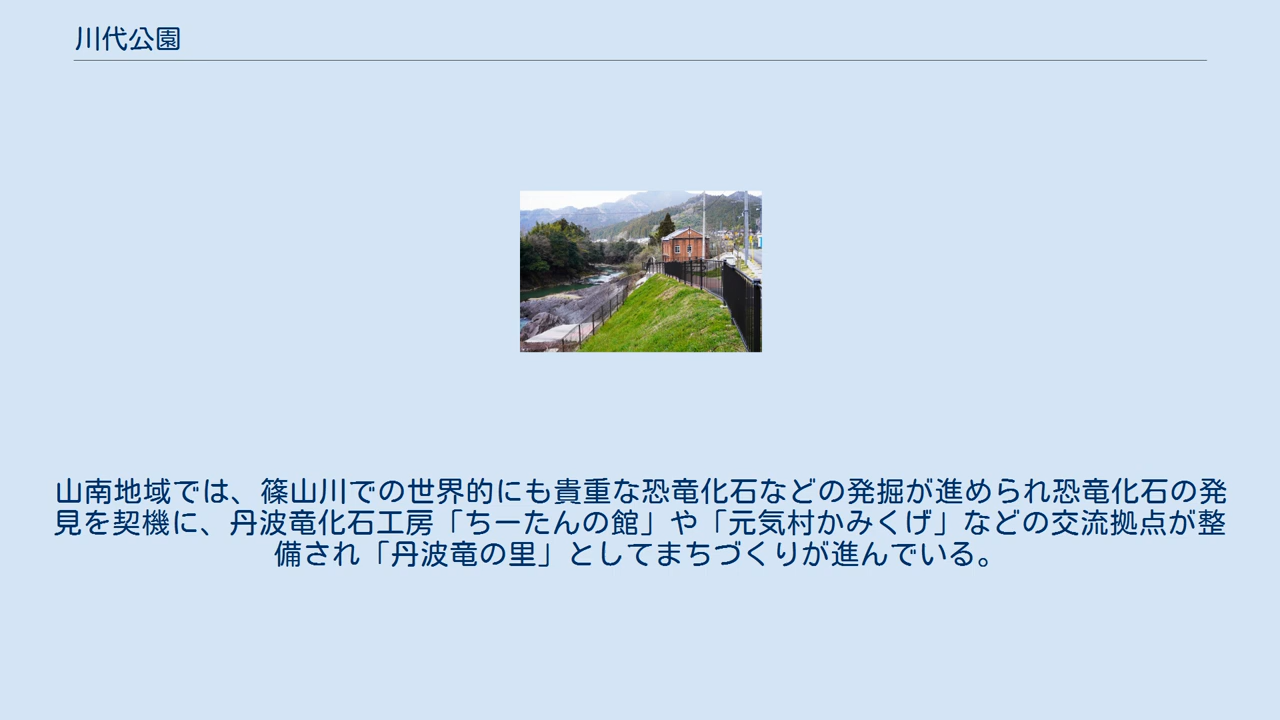 川代公園
山南地域では、篠山川での世界的にも貴重な恐竜化石などの発掘が進められ恐竜化石の発
見を契機に、丹波竜化石工房「ちーたんの館」や「元気村かみくげ」などの交流拠点が整
備され「丹波竜の里」としてまちづくりが進んでいる。